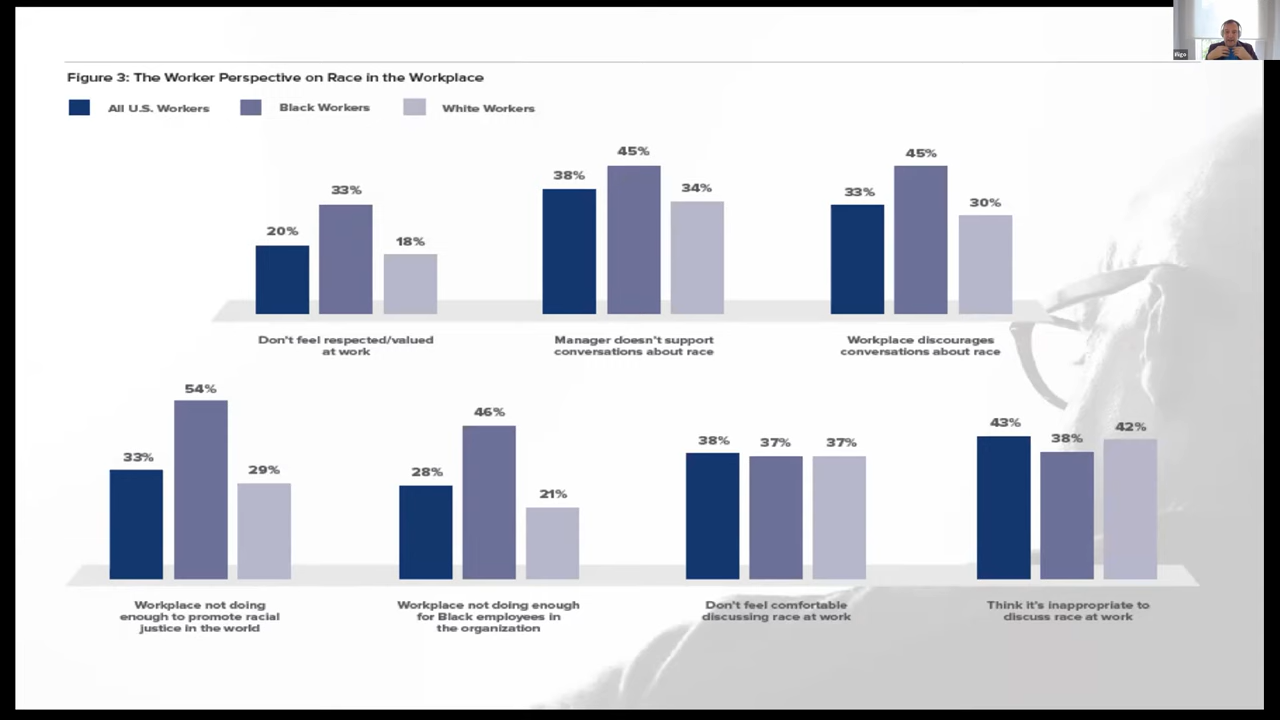 Iñigo
Figure 3: The Worker Perspective on Race in the Workplace
All U.S. Workers
Black Workers
White Workers
20%
33%
18%
Don't feel respected/valued
at work
38%
45%
34%
Manager doesn't support
conversations about race
33%
45%
30%
Workplace discourages
conversations about race
33%
54%
29%
Workplace not doing
enough to promote racial
justice in the world
28%
46%
21%
Workplace not doing enough
for Black employees in
the organization
38%
37%
37%
Don't feel comfortable
discussing race at work
43%
38%
42%
Think it's inappropriate to
discuss race at work